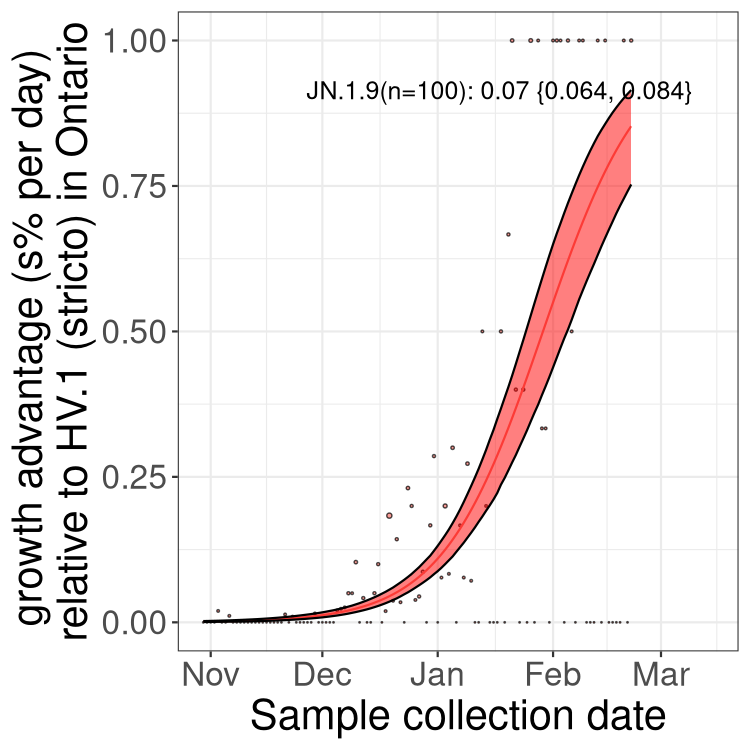 growth advantage (s% per day)
relative to HV.1 (stricto) in Ontario
1.00
0.75
0.50
0.25
0.00
JN.1.9(n=100): 0.07 {0.064, 0.084}
Nov Dec Jan Feb Mar
Sample collection date